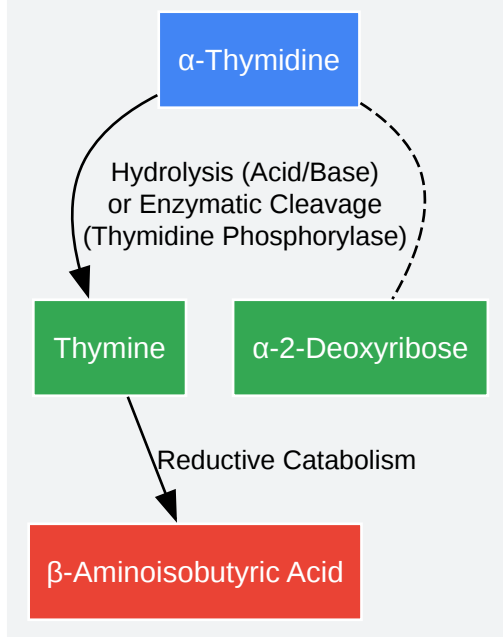 α-Thymidine
Hydrolysis (Acid/Base)
or Enzymatic Cleavage
(Thymidine Phosphorylase)
Thymine
α-2-Deoxyribose
Reductive Catabolism
β-Aminoisobutyric Acid